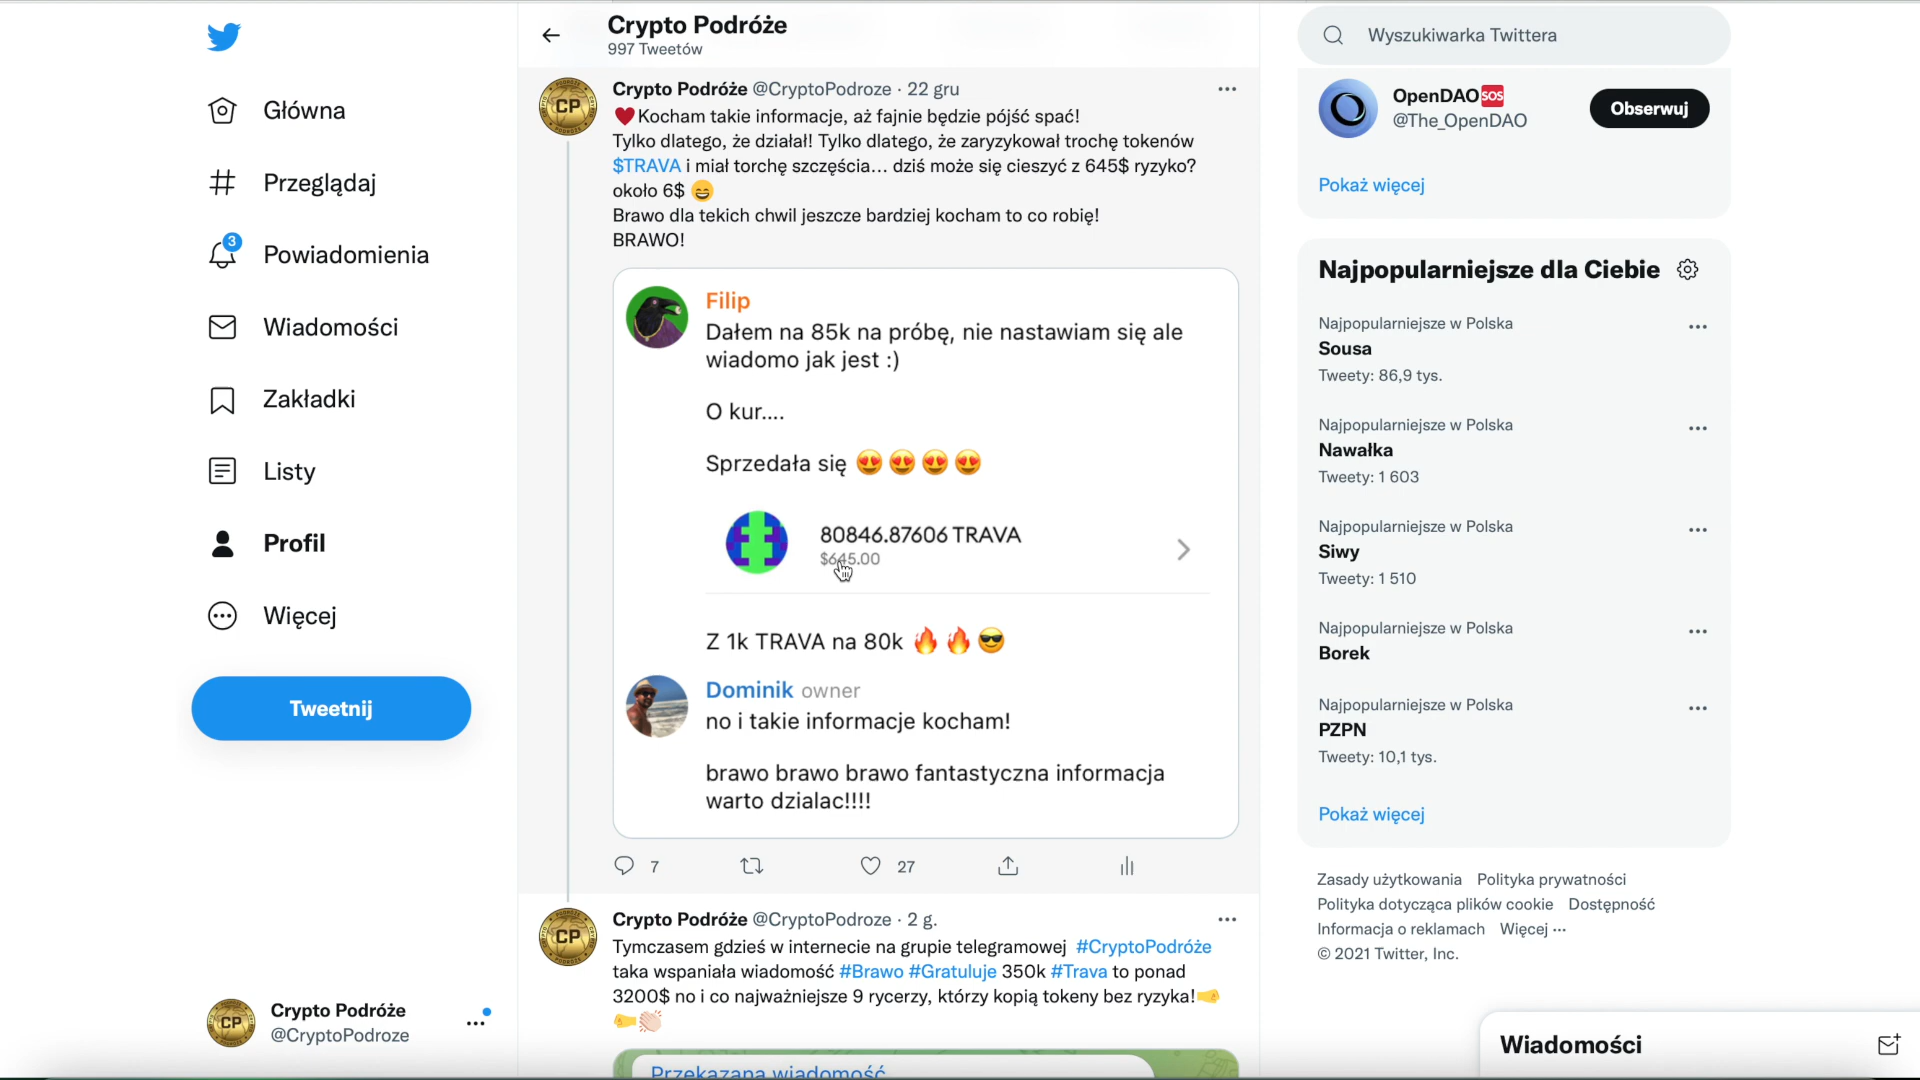 Główna
Przeglądaj
3
Powiadomienia
Wiadomości
Zakładki
Listy
Profil
Więcej
Tweetnij
CP
Crypto Podróże
@CryptoPodroze
Crypto Podróże
997 Tweetów
CP
Crypto Podróże @CryptoPodroze · 22 gru
Kocham takie informacje, aż fajnie będzie pójść spać!
Tylko dlatego, że działał! Tylko dlatego, że zaryzykował trochę tokenów
$TRAVA i miał torchę szczęścia... dziś może się cieszyć z 645$ ryzyko?
około 6$ 😄
Brawo dla tekich chwil jeszcze bardziej kocham to co robię!
BRAWO!
Filip
Dałem na 85k na próbę, nie nastawiam się ale
wiadomo jak jest :)
O kur....
Sprzedała się 😍 😍 😍 😍
80846.87606 TRAVA
$645.00
Z 1k TRAVA na 80k 🔥 🔥 😎
Dominik owner
no i takie informacje kocham!
brawo brawo brawo fantastyczna informacja
warto dzialac!!!!
7
27
CP
Crypto Podróże @CryptoPodroze · 2 g.
Tymczasem gdzieś w internecie na grupie telegramowej #CryptoPodróże
taka wspaniała wiadomość #Brawo #Gratuluje 350k #Trava to ponad
3200$ no i co najważniejsze 9 rycerzy, którzy kopią tokeny bez ryzyka!
Przekazana wiadomość
Wyszukiwarka Twittera
OpenDAO🆘
@The_OpenDAO
Obserwuj
Pokaż więcej
Najpopularniejsze dla Ciebie
Najpopularniejsze w Polska
Sousa
Tweety: 86,9 tys.
Najpopularniejsze w Polska
Nawałka
Tweety: 1 603
Najpopularniejsze w Polska
Siwy
Tweety: 1 510
Najpopularniejsze w Polska
Borek
Najpopularniejsze w Polska
PZPN
Tweety: 10,1 tys.
Pokaż więcej
Zasady użytkowania Polityka prywatności
Polityka dotycząca plików cookie Dostępność
Informacja o reklamach Więcej ···
© 2021 Twitter, Inc.
Wiadomości